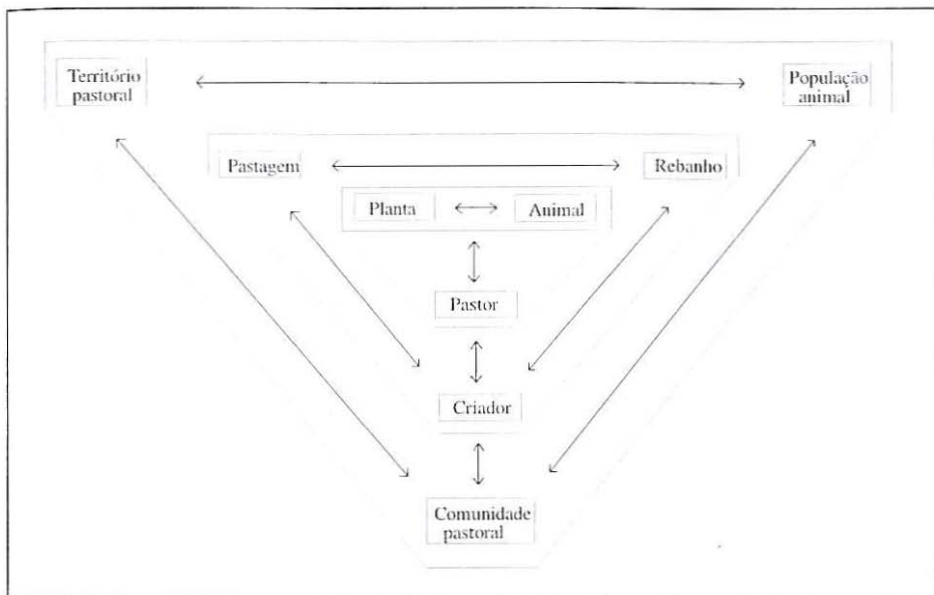 Território
pastoral
População
animal
Pastagem
Rebanho
Planta
Animal
Pastor
Criador
Comunidade
pastoral